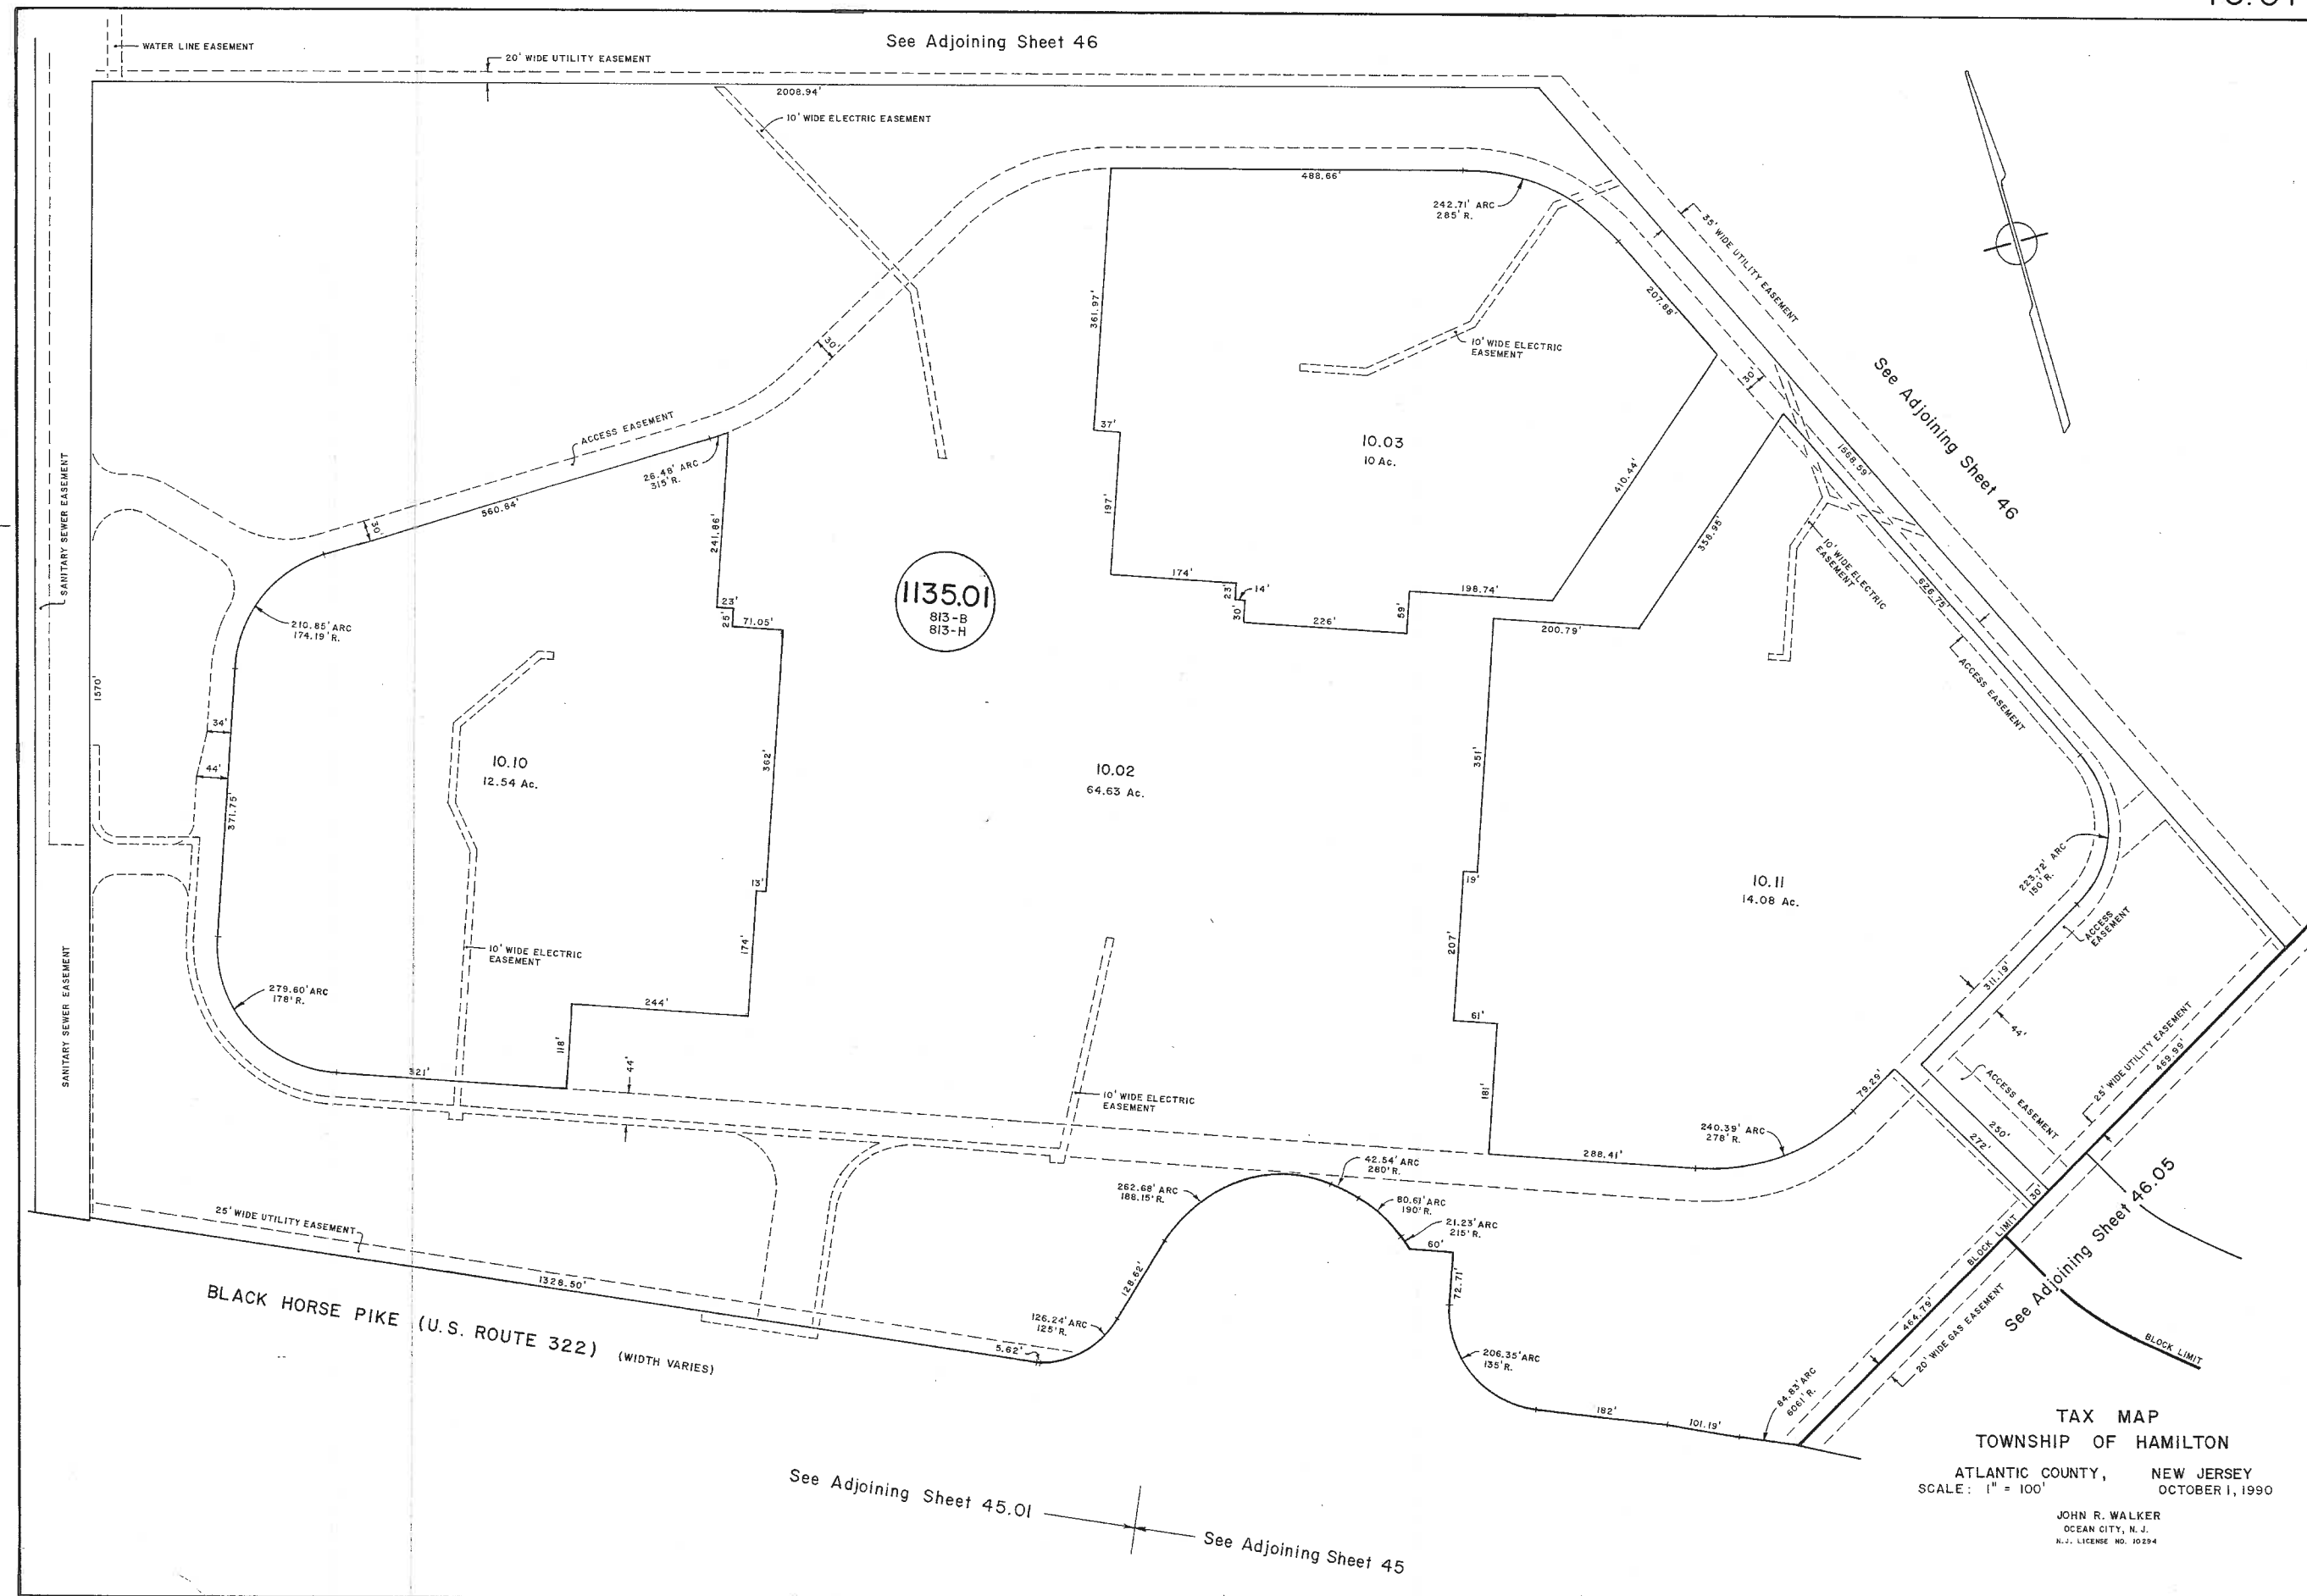 WATER LINE EASEMENT
See Adjoining Sheet 46
20' WIDE UTILITY EASEMENT
2008.94'
10' WIDE ELECTRIC EASEMENT
488.66'
242.71' ARC
285' R.
35' WIDE UTILITY EASEMENT
361.97'
207.88'
30'
10' WIDE ELECTRIC
EASEMENT
30'
See Adjoining Sheet 46
ACCESS EASEMENT
37'
10.03
10 Ac.
1568.59'
26.48' ARC
315' R.
560.84'
30'
410.44'
197'
358.95'
SANITARY SEWER EASEMENT
241.86'
10' WIDE ELECTRIC
EASEMENT
626.75'
1135.01
813-B
813-H
174'
23'
14'
30'
198.74'
59'
226'
23'
25'
71.05'
200.79'
210.85' ARC
174.19' R.
ACCESS EASEMENT
1570'
34'
44'
10.10
12.54 Ac.
362'
10.02
64.63 Ac.
351'
371.75'
223.72' ARC
150' R.
13'
19'
10.11
14.08 Ac.
ACCESS
EASEMENT
174'
207'
10' WIDE ELECTRIC
EASEMENT
311.19'
279.60' ARC
178' R.
244'
61'
44'
SANITARY SEWER EASEMENT
118'
321'
44'
10' WIDE ELECTRIC
EASEMENT
181'
79.29'
ACCESS EASEMENT
25' WIDE UTILITY EASEMENT
469.99'
240.39' ARC
278' R.
250'
272'
288.41'
42.54' ARC
280' R.
262.68' ARC
188.15' R.
80.61' ARC
190' R.
30'
21.23' ARC
215' R.
60'
25' WIDE UTILITY EASEMENT
BLOCK LIMIT
See Adjoining Sheet 46.05
1328.50'
128.62'
72.71'
BLACK HORSE PIKE (U.S. ROUTE 322) (WIDTH VARIES)
126.24' ARC
125' R.
5.62'
464.79'
20' WIDE GAS EASEMENT
206.35' ARC
135' R.
BLOCK LIMIT
84.83' ARC
6061' R.
182'
101.19'
TAX MAP
TOWNSHIP OF HAMILTON
ATLANTIC COUNTY, NEW JERSEY
SCALE: 1" = 100' OCTOBER 1, 1990
JOHN R. WALKER
OCEAN CITY, N. J.
N.J. LICENSE NO. 10294
See Adjoining Sheet 45.01
See Adjoining Sheet 45